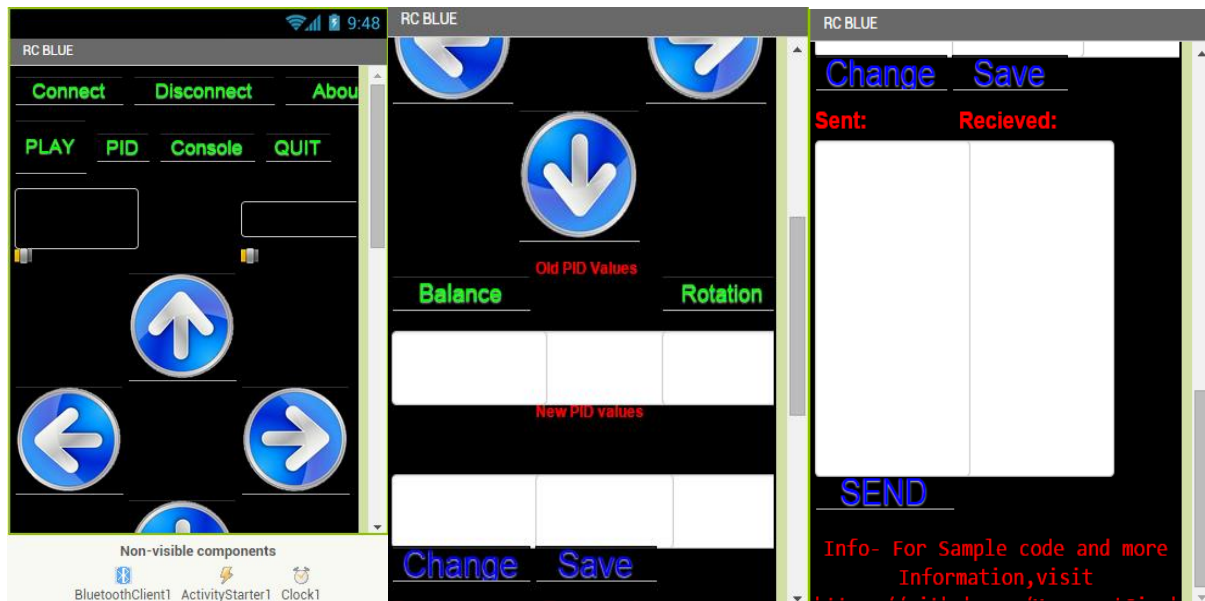 9:48
RC BLUE
Connect Disconnect Abou
PLAY PID Console QUIT
Non-visible components
BluetoothClient1 ActivityStarter1 Clock1
RC BLUE
Old PID Values
Balance Rotation
New PID values
Change Save
RC BLUE
Change Save
Sent: Recieved:
SEND
Info- For Sample code and more
Information,visit